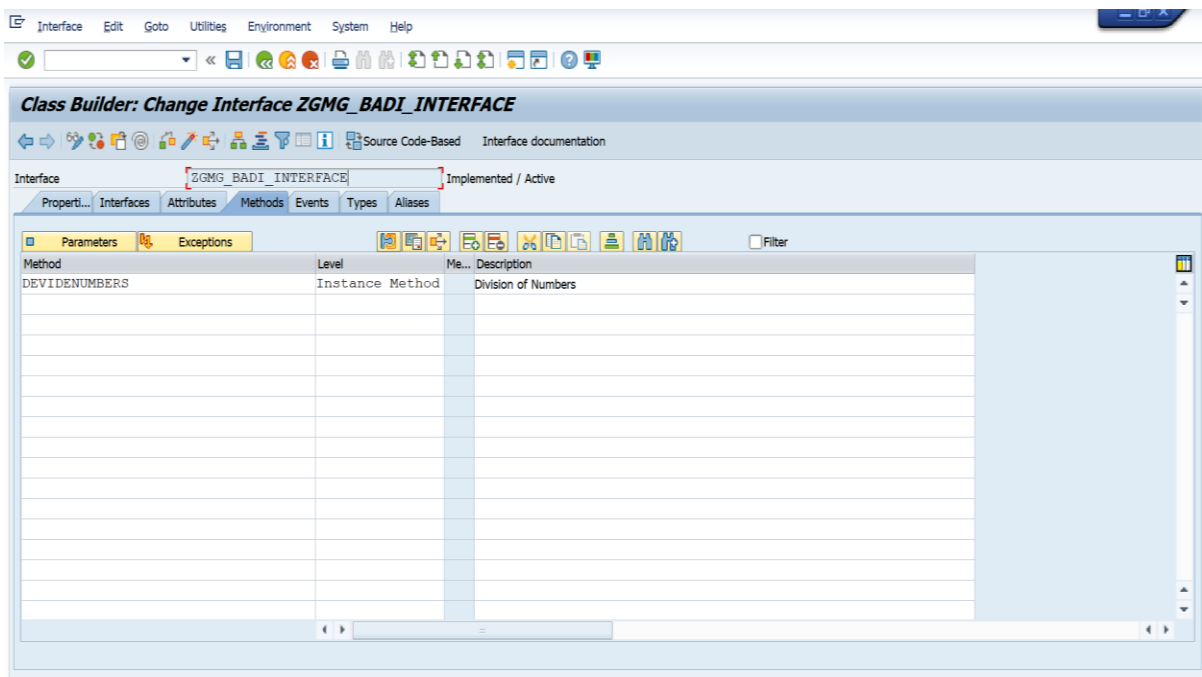 Interface Edit Goto Utilities Environment System Help
Class Builder: Change Interface ZGMG_BADI_INTERFACE
Source Code-Based Interface documentation
Interface ZGMG_BADI_INTERFACE Implemented / Active
Properti... Interfaces Attributes Methods Events Types Aliases
Parameters Exceptions Filter
Method Level Me... Description
DEVIDENUMBERS Instance Method Division of Numbers